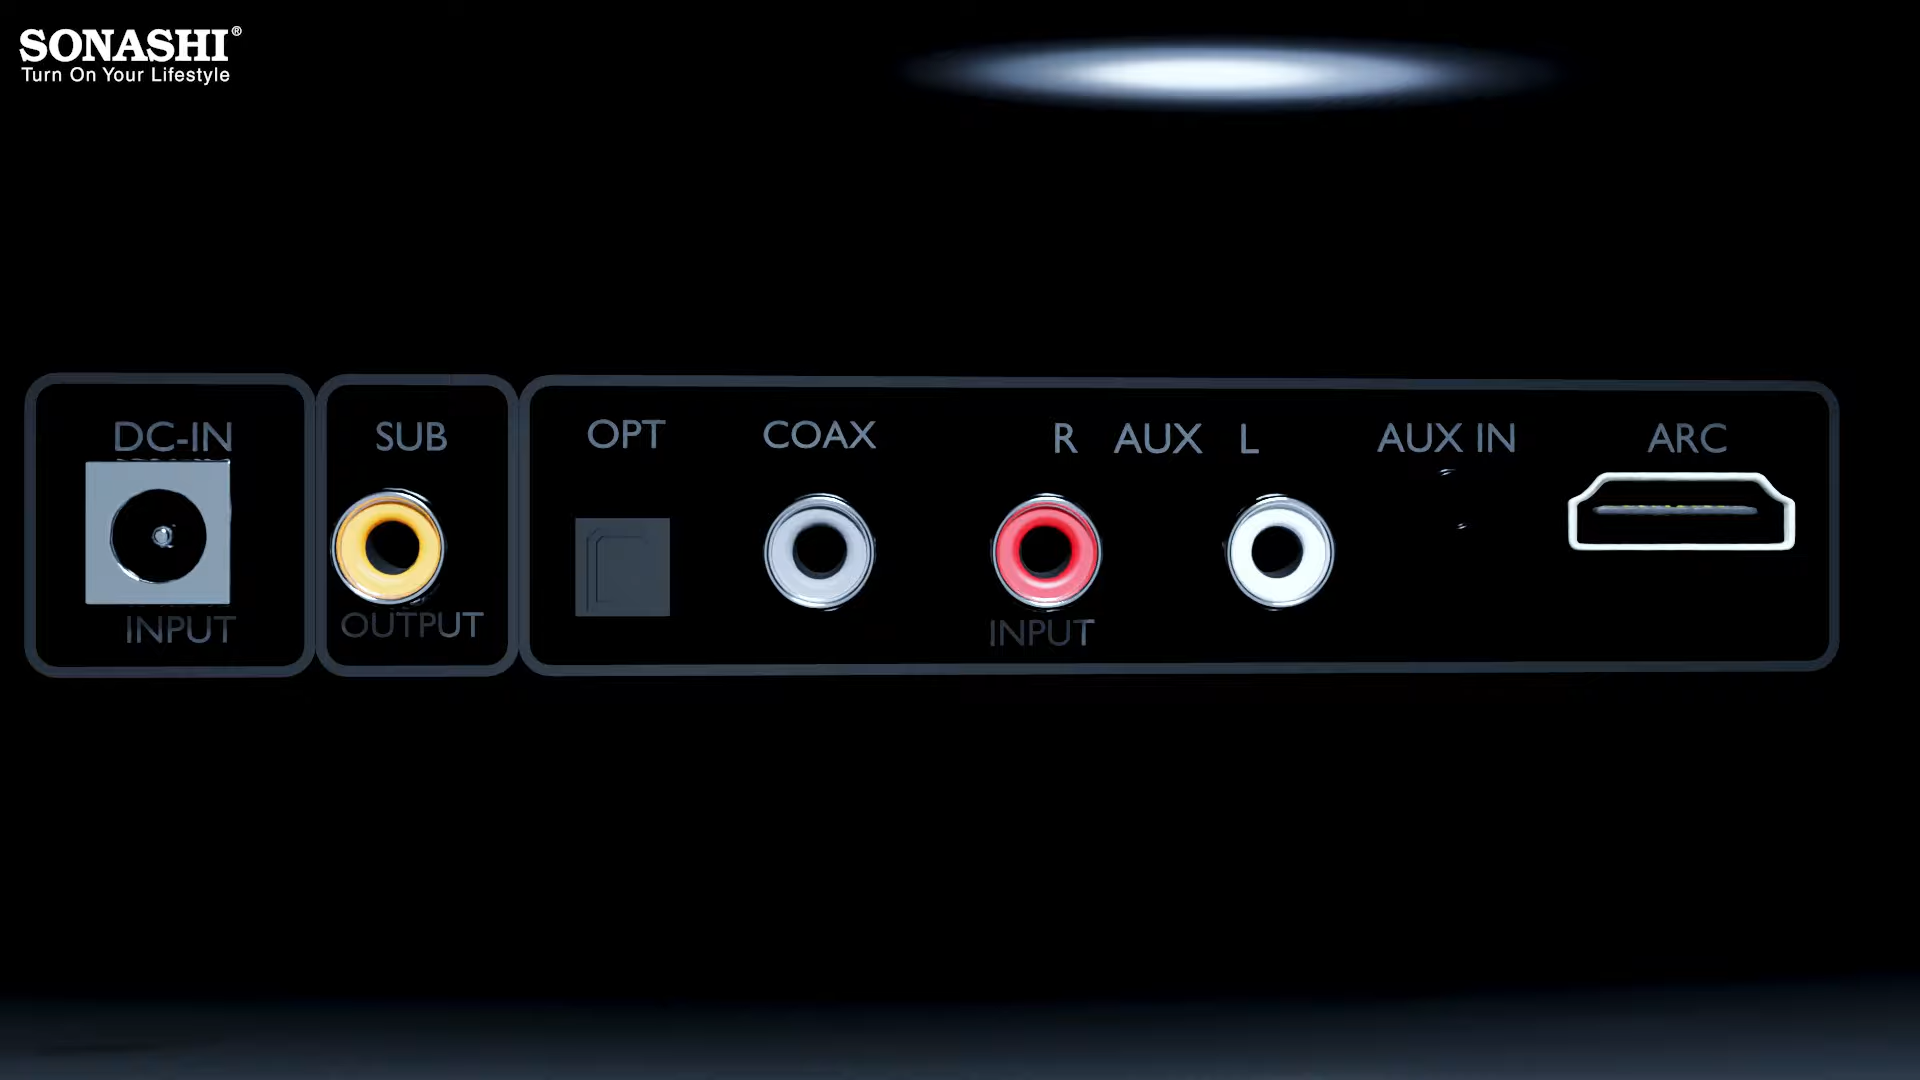 SONASHI®
Turn On Your Lifestyle
DC-IN
INPUT
SUB
OUTPUT
OPT
COAX
R AUX L
INPUT
AUX IN
ARC